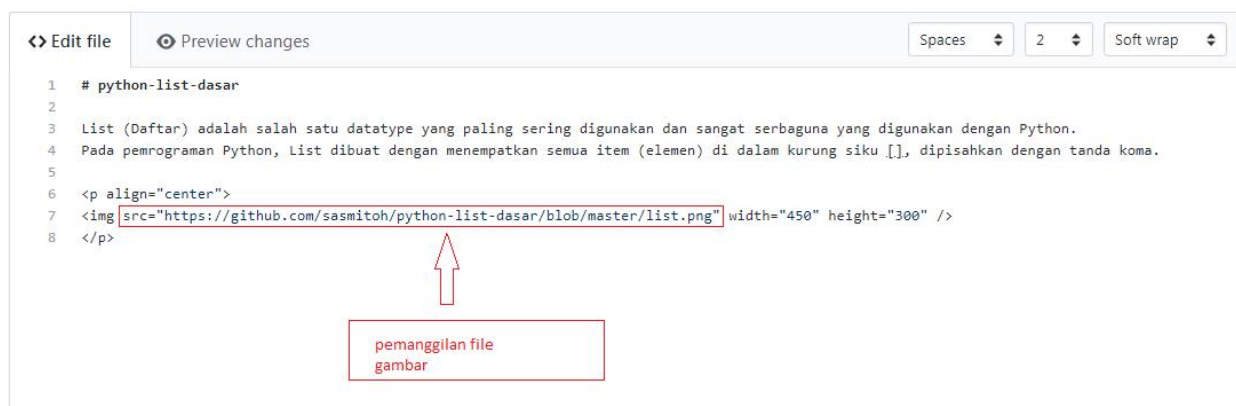 <> Edit file Preview changes Spaces 2 Soft wrap
1 # python-list-dasar
2
3 List (Daftar) adalah salah satu datatype yang paling sering digunakan dan sangat serbaguna yang digunakan dengan Python.
4 Pada pemrograman Python, List dibuat dengan menempatkan semua item (elemen) di dalam kurung siku [], dipisahkan dengan tanda koma.
5
6 <p align="center">
7 <img src="https://github.com/sasmitoh/python-list-dasar/blob/master/list.png" width="450" height="300" />
8 </p>
pemanggilan file
gambar